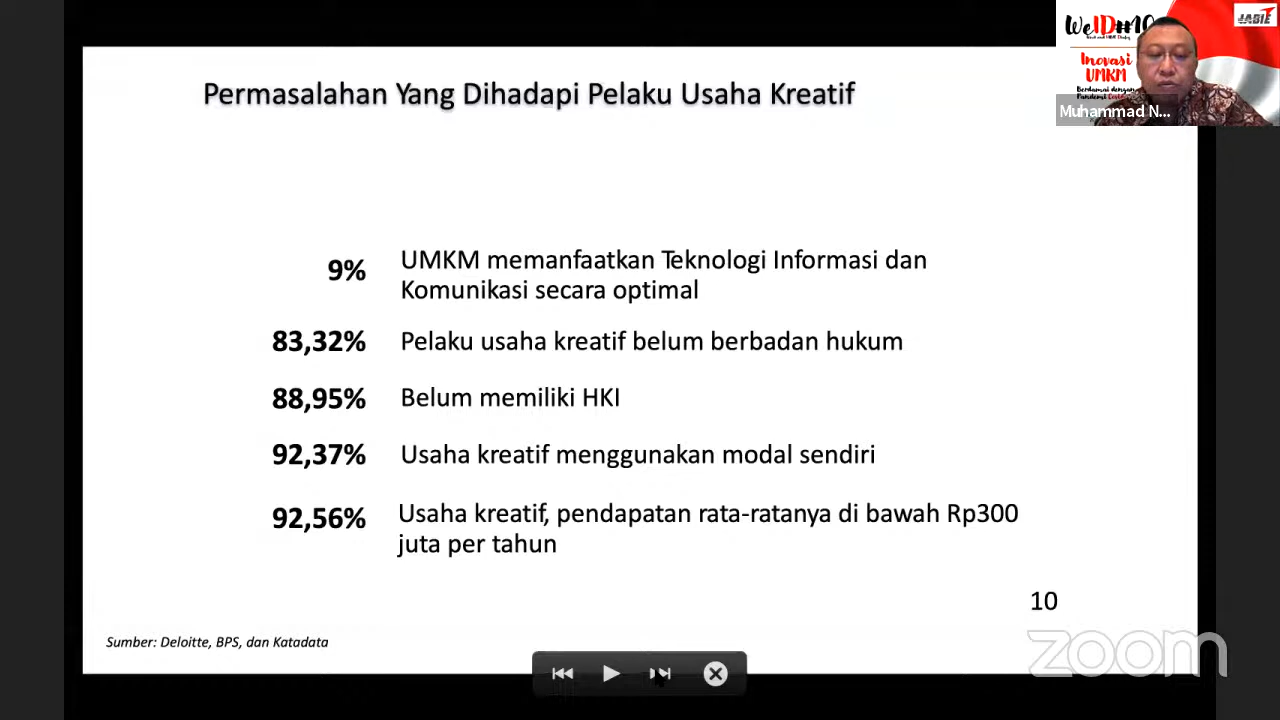 Permasalahan Yang Dihadapi Pelaku Usaha Kreatif
9%
UMKM memanfaatkan Teknologi Informasi dan
Komunikasi secara optimal
83,32%
Pelaku usaha kreatif belum berbadan hukum
88,95%
Belum memiliki HKI
92,37%
Usaha kreatif menggunakan modal sendiri
92,56%
Usaha kreatif, pendapatan rata-ratanya di bawah Rp300
juta per tahun
10
Sumber: Deloitte, BPS, dan Katadata
zoom
JABIE
Inovasi
UMKM
Berdamai dengan
Muhammad N...